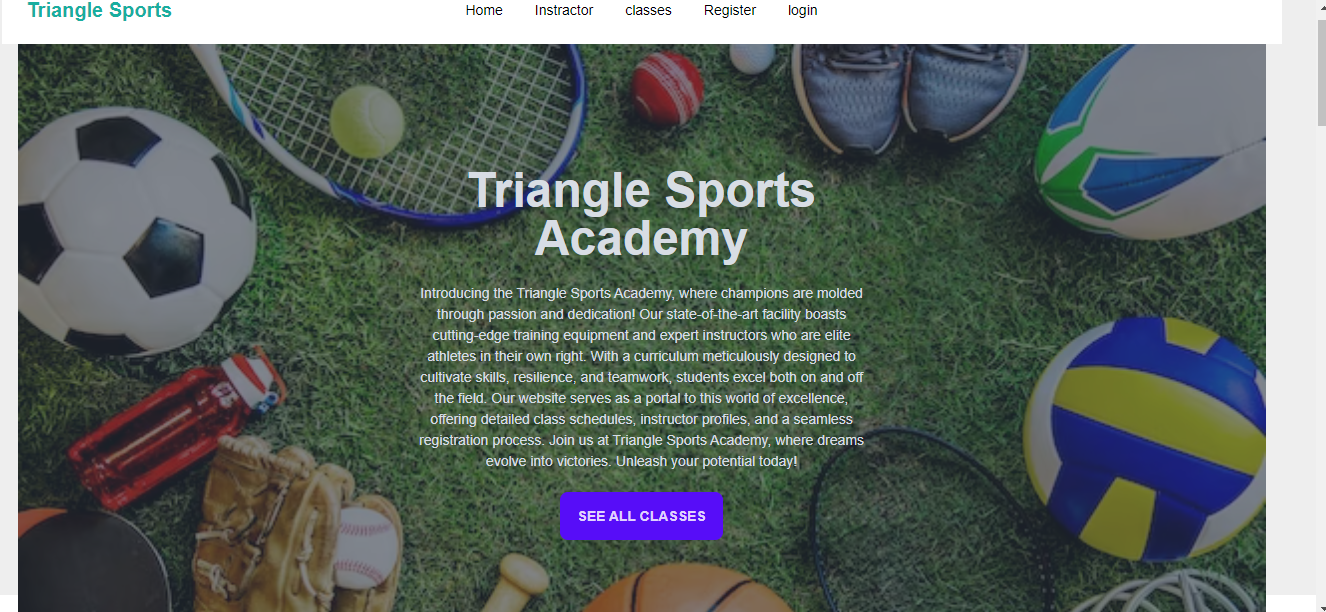 Triangle Sports
Home Instructor classes Register login
Triangle Sports
Academy
Introducing the Triangle Sports Academy, where champions are molded
through passion and dedication! Our state-of-the-art facility boasts
cutting-edge training equipment and expert instructors who are elite
athletes in their own right. With a curriculum meticulously designed to
cultivate skills, resilience, and teamwork, students excel both on and off
the field. Our website serves as a portal to this world of excellence,
offering detailed class schedules, instructor profiles, and a seamless
registration process. Join us at Triangle Sports Academy, where dreams
evolve into victories. Unleash your potential today!
SEE ALL CLASSES